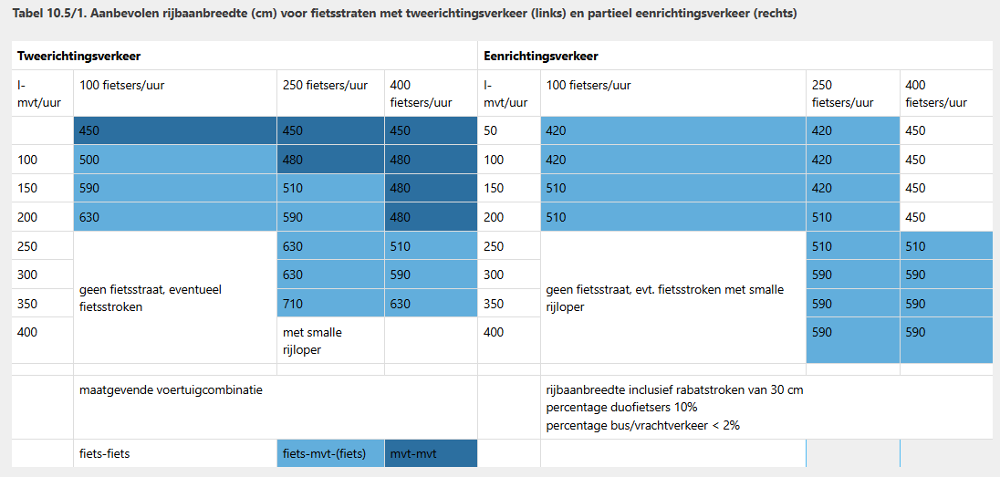 Tabel 10.5/1. Aanbevolen rijbaanbreedte (cm) voor fietsstraten met tweerichtingsverkeer (links) en partieel eenrichtingsverkeer (rechts)
Tweerichtingsverkeer Eenrichtingsverkeer
I-mvt/uur 100 fietsers/uur 250 fietsers/uur 400 fietsers/uur I-mvt/uur 100 fietsers/uur 250 fietsers/uur 400 fietsers/uur
450 450 450 50 420 420 450
100 500 480 480 100 420 420 450
150 590 510 480 150 510 420 450
200 630 590 480 200 510 510 450
250 630 510 250 510 510
300 630 590 300 590 590
geen fietsstraat, eventueel
fietsstroken
geen fietsstraat, evt. fietsstroken met smalle
rijloper
350 710 630 350 590 590
400 met smalle
rijloper
400 590 590
maatgevende voertuigcombinatie
rijbaanbreedte inclusief rabatstroken van 30 cm
percentage duofietsers 10%
percentage bus/vrachtverkeer < 2%
fiets-fiets fiets-mvt-(fiets) mvt-mvt